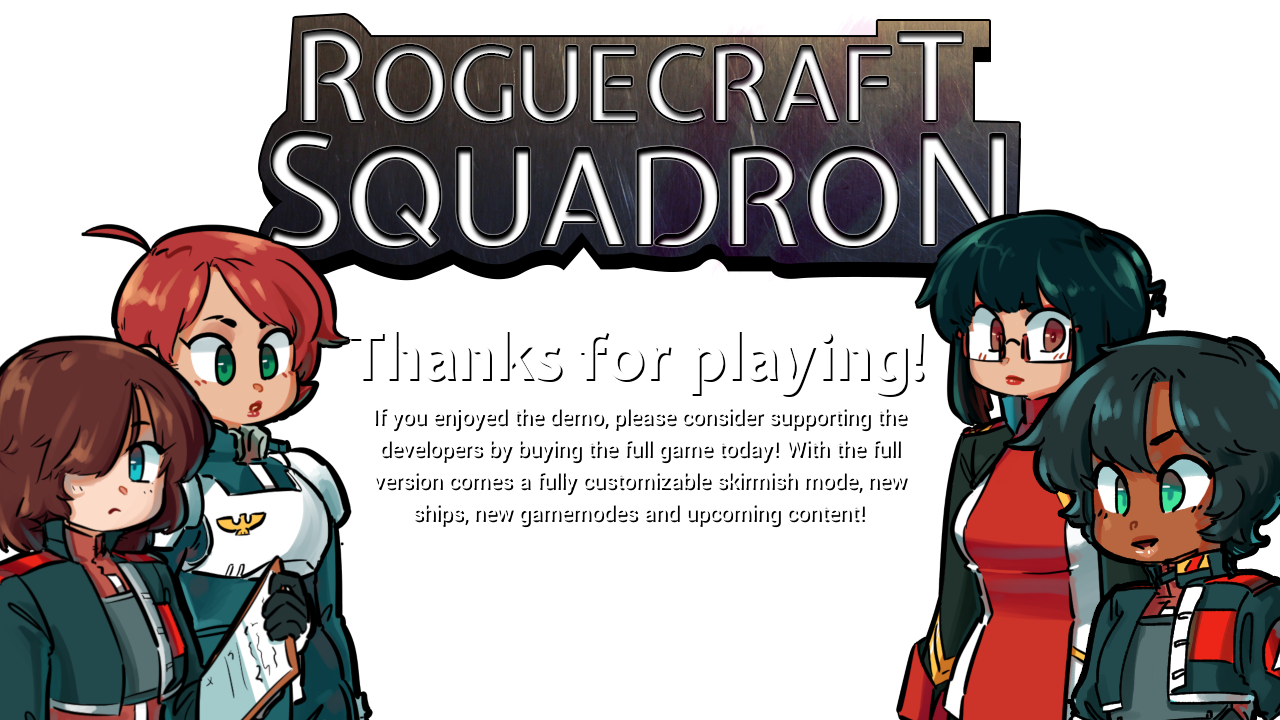 ROGUECRAFT
SQUADRON
Thanks for playing!
If you enjoyed the demo, please consider supporting the
developers by buying the full game today! With the full
version comes a fully customizable skirmish mode, new
ships, new gamemodes and upcoming content!